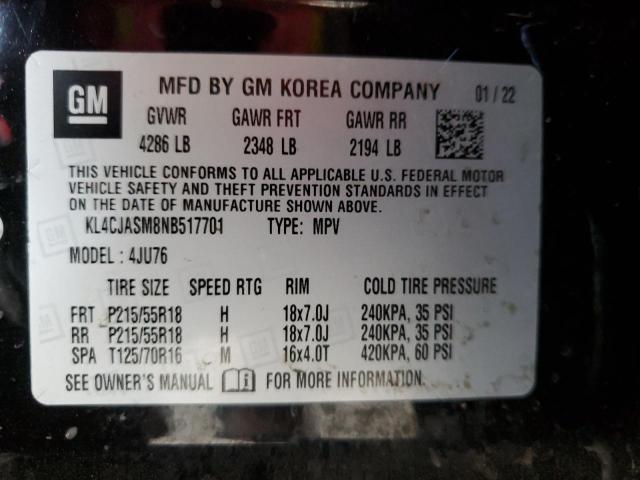 GM MFD BY GM KOREA COMPANY 01 / 22
GVWR GAWR FRT GAWR RR
4286 LB 2348 LB 2194 LB
THIS VEHICLE CONFORMS TO ALL APPLICABLE U.S. FEDERAL MOTOR
VEHICLE SAFETY AND THEFT PREVENTION STANDARDS IN EFFECT
ON THE DATE OF MANUFACTURE SHOWN ABOVE.
KL4CJASM8NB517701 TYPE: MPV
MODEL: 4JU76
TIRE SIZE SPEED RTG RIM COLD TIRE PRESSURE
FRT P215/55R18 H 18x7.0J 240KPA, 35 PSI
RR P215/55R18 H 18x7.0J 240KPA, 35 PSI
SPA T125/70R16 M 16x4.0T 420KPA, 60 PSI
SEE OWNER'S MANUAL FOR MORE INFORMATION.